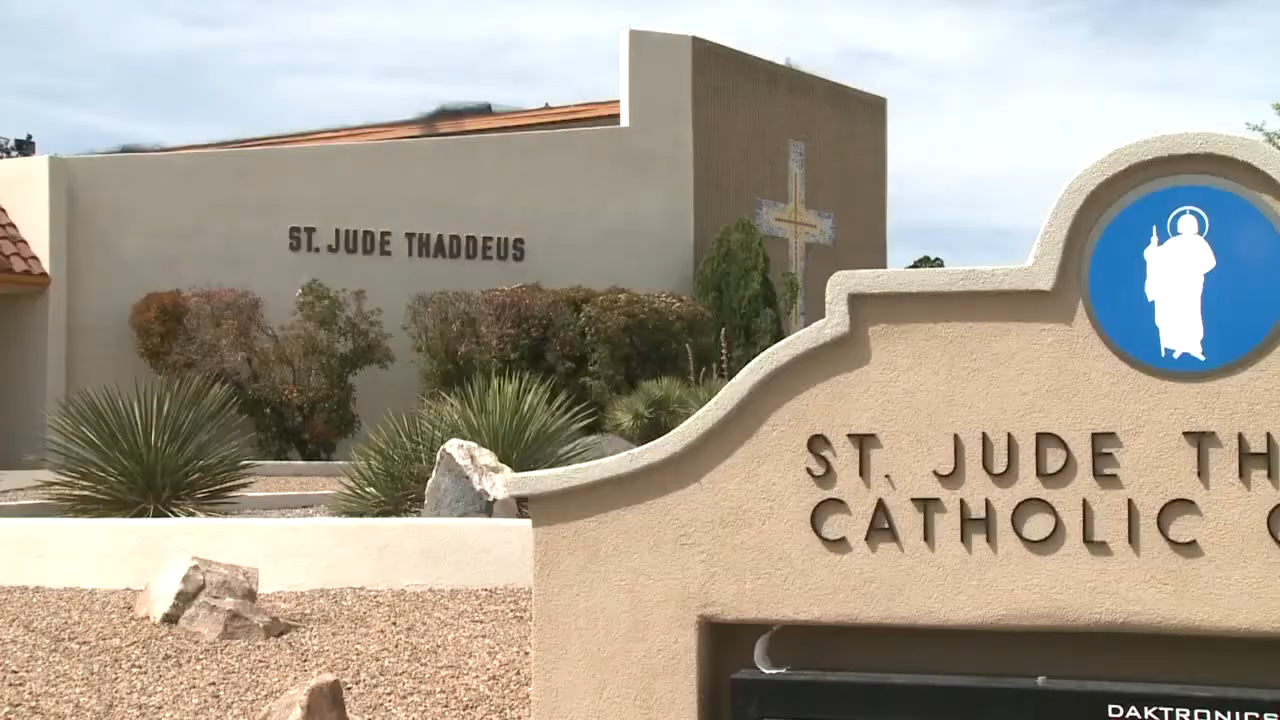 ST. JUDE THADDEUS
ST. JUDE TH
CATHOLIC C
DAKTRONICS